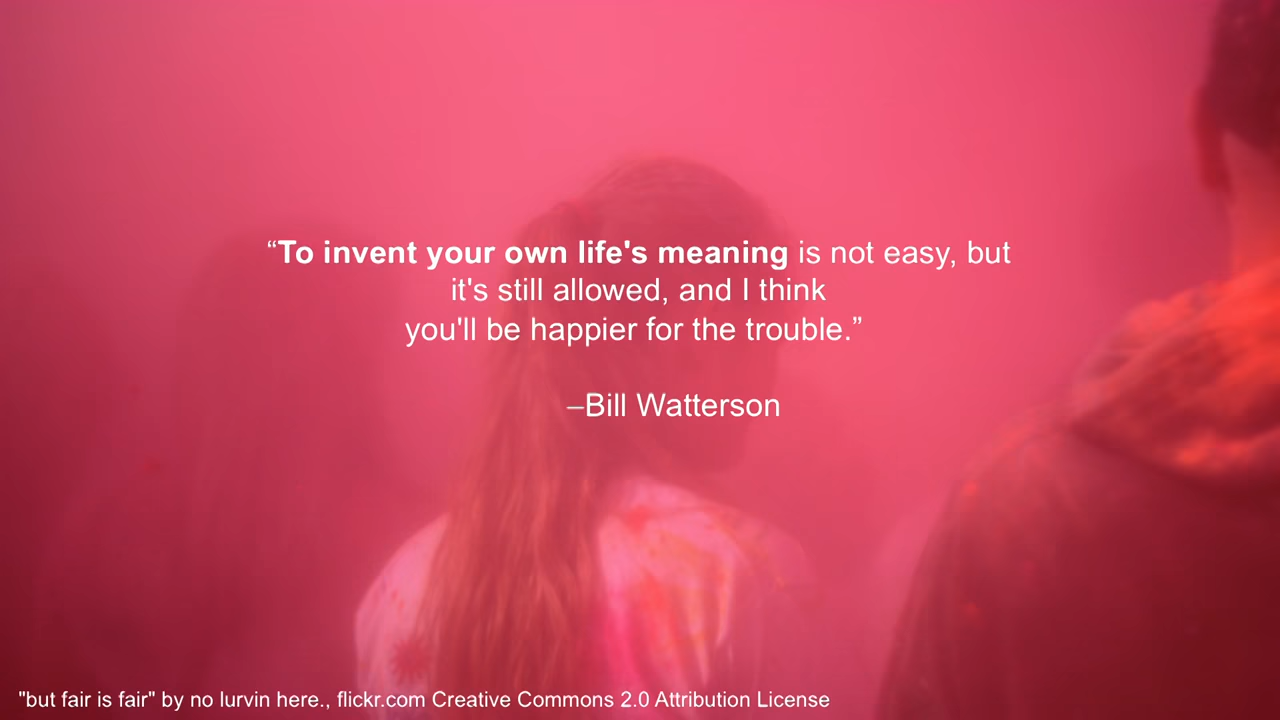 “To invent your own life's meaning is not easy, but
it's still allowed, and I think
you'll be happier for the trouble.”
–Bill Watterson
"but fair is fair" by no lurvin here., flickr.com Creative Commons 2.0 Attribution License